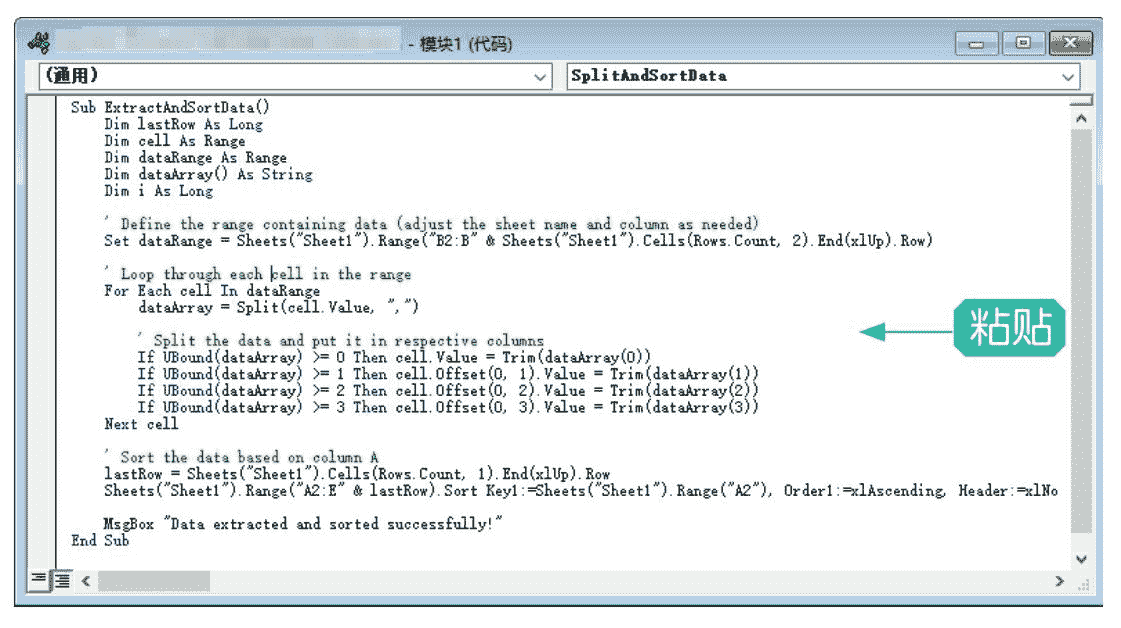 - 模块1 (代码)
(通用)
SplitAndSortData
Sub ExtractAndSortData()
Dim lastRow As Long
Dim cell As Range
Dim dataRange As Range
Dim dataArray() As String
Dim i As Long
' Define the range containing data (adjust the sheet name and column as needed)
Set dataRange = Sheets("Sheet1").Range("B2:B" & Sheets("Sheet1").Cells(Rows.Count, 2).End(xlUp).Row)
' Loop through each cell in the range
For Each cell In dataRange
dataArray = Split(cell.Value, ",")
' Split the data and put it in respective columns
If UBound(dataArray) >= 0 Then cell.Value = Trim(dataArray(0))
If UBound(dataArray) >= 1 Then cell.Offset(0, 1).Value = Trim(dataArray(1))
If UBound(dataArray) >= 2 Then cell.Offset(0, 2).Value = Trim(dataArray(2))
If UBound(dataArray) >= 3 Then cell.Offset(0, 3).Value = Trim(dataArray(3))
Next cell
' Sort the data based on column A
lastRow = Sheets("Sheet1").Cells(Rows.Count, 1).End(xlUp).Row
Sheets("Sheet1").Range("A2:E" & lastRow).Sort Key1:=Sheets("Sheet1").Range("A2"), Order1:=xlAscending, Header:=xlNo
MsgBox "Data extracted and sorted successfully!"
End Sub
粘贴